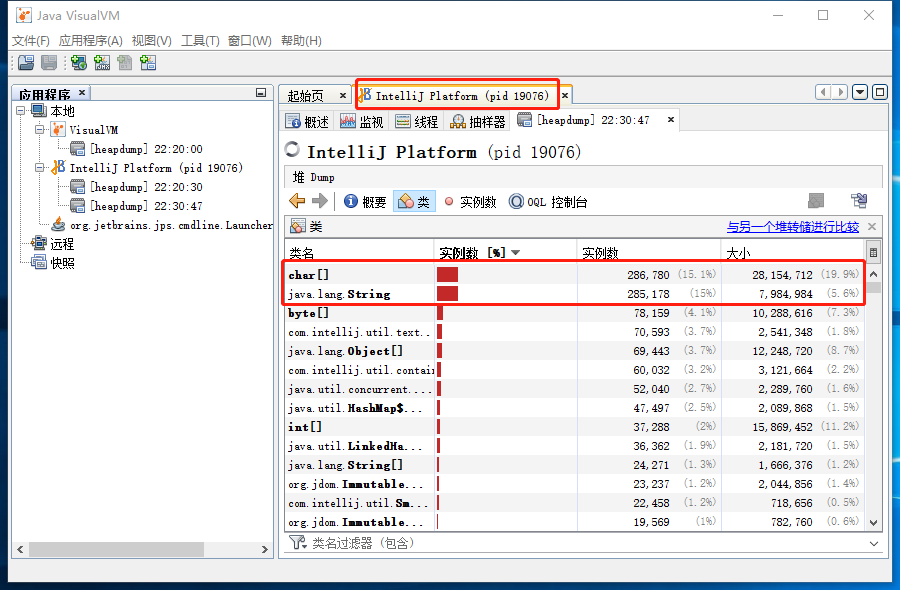 Java VisualVM
文件(F) 应用程序(A) 视图(V) 工具(T) 窗口(W) 帮助(H)
应用程序
本地
VisualVM
[heapdump] 22:20:00
IntelliJ Platform (pid 19076)
[heapdump] 22:20:30
[heapdump] 22:30:47
org.jetbrains.jps.cmdline.Launcher
远程
快照
起始页 IntelliJ Platform (pid 19076)
概述 监视 线程 抽样器 [heapdump] 22:30:47
IntelliJ Platform (pid 19076)
堆 Dump
概要 类 实例数 OQL 控制台
类 与另一个堆转储进行比较
类名 实例数 [%] 实例数 大小
char[] 286,780 (15.1%) 28,154,712 (19.9%)
java.lang.String 285,178 (15%) 7,984,984 (5.6%)
byte[] 78,159 (4.1%) 10,288,616 (7.3%)
com.intellij.util.text... 70,593 (3.7%) 2,541,348 (1.8%)
java.lang.Object[] 69,443 (3.7%) 12,248,720 (8.7%)
com.intellij.util.contai 60,032 (3.2%) 3,121,664 (2.2%)
java.util.concurrent.... 52,040 (2.7%) 2,289,760 (1.6%)
java.util.HashMap$... 47,497 (2.5%) 2,089,868 (1.5%)
int[] 37,288 (2%) 15,869,452 (11.2%)
java.util.LinkedHa... 36,362 (1.9%) 2,181,720 (1.5%)
java.lang.String[] 24,271 (1.3%) 1,666,376 (1.2%)
org.jdom.Immutable... 23,237 (1.2%) 2,044,856 (1.4%)
com.intellij.util.Sm... 22,458 (1.2%) 718,656 (0.5%)
org.jdom.Immutable... 19,569 (1%) 782,760 (0.6%)
类名过滤器（包含）